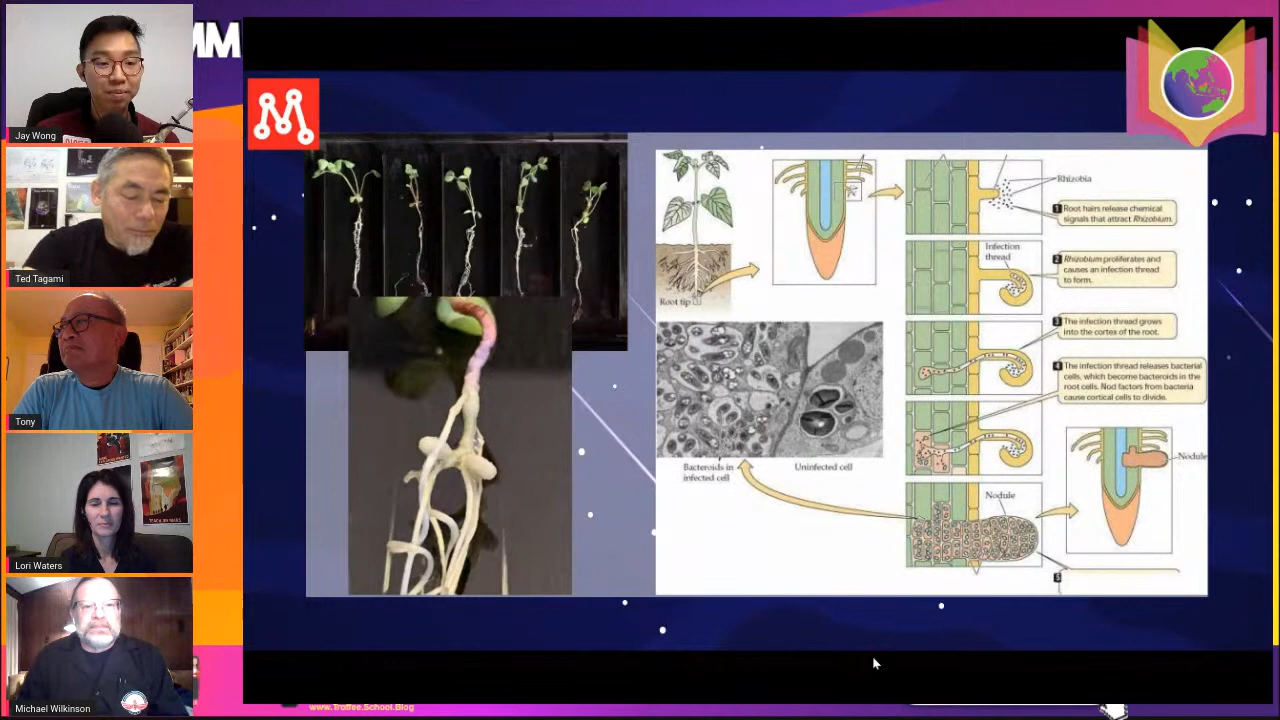 MM
Jay Wong
Ted Tagami
Tony
Lori Waters
TEACH ON MARS
Michael Wilkinson
Rhizobia
1 Root hairs release chemical
signals that attract Rhizobium.
Infection
thread
2 Rhizobium proliferates and
causes an infection thread
to form.
Root tip
3 The infection thread grows
into the cortex of the root.
4 The infection thread releases bacterial
cells, which become bacteroids in the
root cells. Nod factors from bacteria
cause cortical cells to divide.
Nodule
Bacteroids in
infected cell
Uninfected cell
Nodule
5
www.Troffee.School.Blog